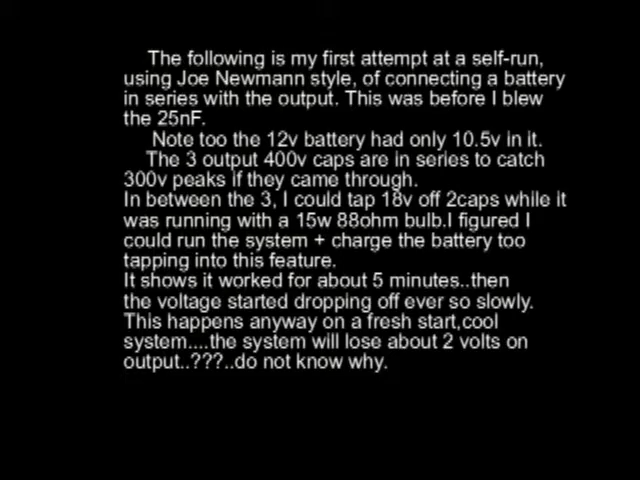 The following is my first attempt at a self-run,
using Joe Newmann style, of connecting a battery
in series with the output. This was before I blew
the 25nF.
Note too the 12v battery had only 10.5v in it.
The 3 output 400v caps are in series to catch
300v peaks if they came through.
In between the 3, I could tap 18v off 2caps while it
was running with a 15w 88ohm bulb.I figured I
could run the system + charge the battery too
tapping into this feature.
It shows it worked for about 5 minutes..then
the voltage started dropping off ever so slowly.
This happens anyway on a fresh start,cool
system....the system will lose about 2 volts on
output..???..do not know why.